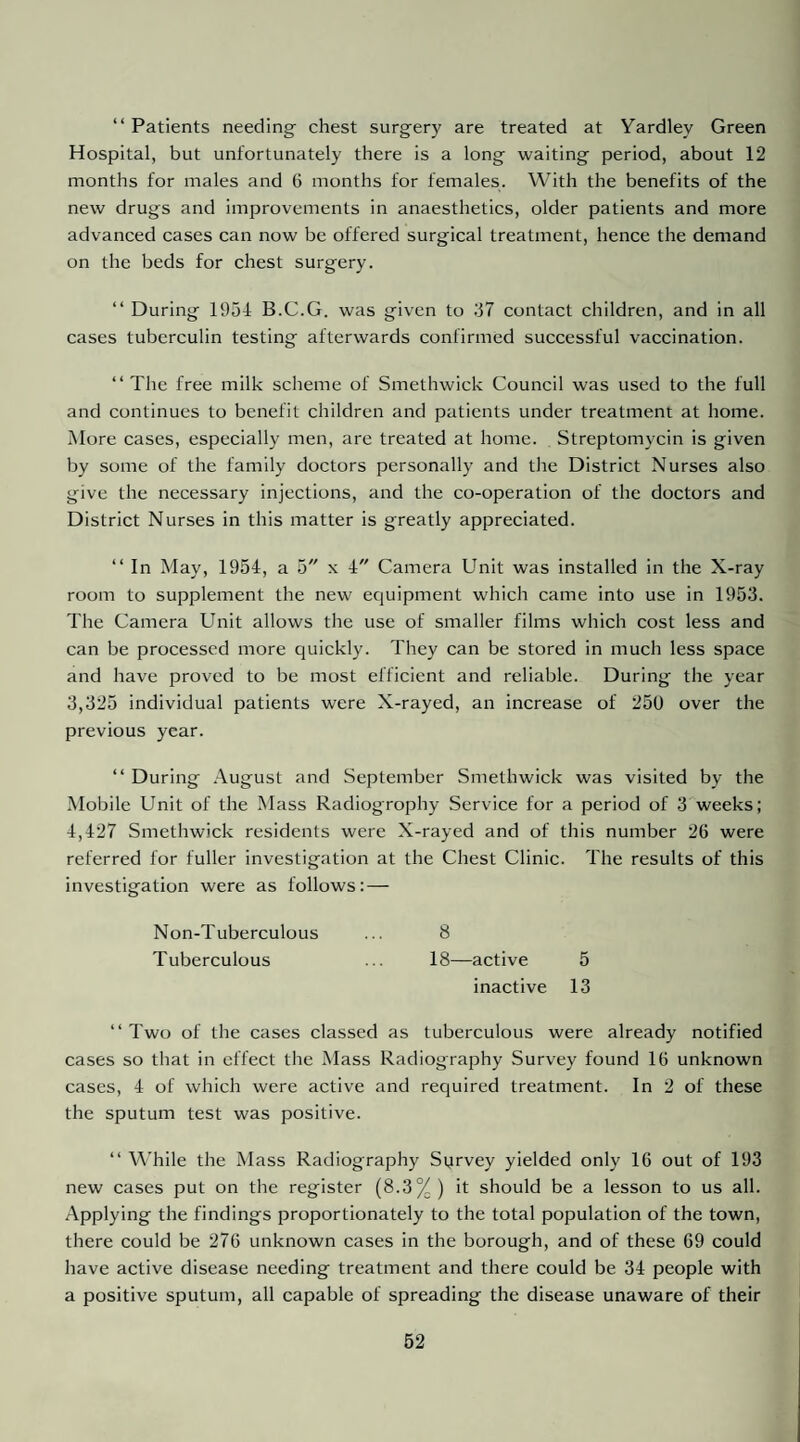 “ Patients needing chest surgery are treated at Yardley Green
Hospital, but unfortunately there is a long waiting period, about 12
months for males and 6 months for females. With the benefits of the
new drugs and improvements in anaesthetics, older patients and more
advanced cases can now be offered surgical treatment, hence the demand
on the beds for chest surgery.
“ During 1954 B.C.G. was given to 37 contact children, and in all
cases tuberculin testing afterwards confirmed successful vaccination.
“ The free milk scheme of Smethwick Council was used to the full
and continues to benefit children and patients under treatment at home.
More cases, especially men, are treated at home. Streptomycin is given
by some of the family doctors personally and the District Nurses also
give the necessary injections, and the co-operation of the doctors and
District Nurses in this matter is greatly appreciated.
“ In May, 1954, a 5″ x 4″ Camera Unit was installed in the X-ray
room to supplement the new equipment which came into use in 1953.
The Camera Unit allows the use of smaller films which cost less and
can be processed more quickly. They can be stored in much less space
and have proved to be most efficient and reliable. During the year
3,325 individual patients were X-rayed, an increase of 250 over the
previous year.
“ During August and September Smethwick was visited by the
Mobile Unit of the Mass Radiogrophy Service for a period of 3 weeks;
4,427 Smethwick residents were X-rayed and of this number 26 were
referred for fuller investigation at the Chest Clinic. The results of this
investigation were as follows:—
Non-Tuberculous ... 8
Tuberculous ... 18—active 5
inactive 13
“ Two of the cases classed as tuberculous were already notified
cases so that in effect the Mass Radiography Survey found 16 unknown
cases, 4 of which were active and required treatment. In 2 of these
the sputum test was positive.
“ While the Mass Radiography Survey yielded only 16 out of 193
new cases put on the register (8.3%) it should be a lesson to us all.
Applying the findings proportionately to the total population of the town,
there could be 276 unknown cases in the borough, and of these 69 could
have active disease needing treatment and there could be 34 people with
a positive sputum, all capable of spreading the disease unaware of their
52